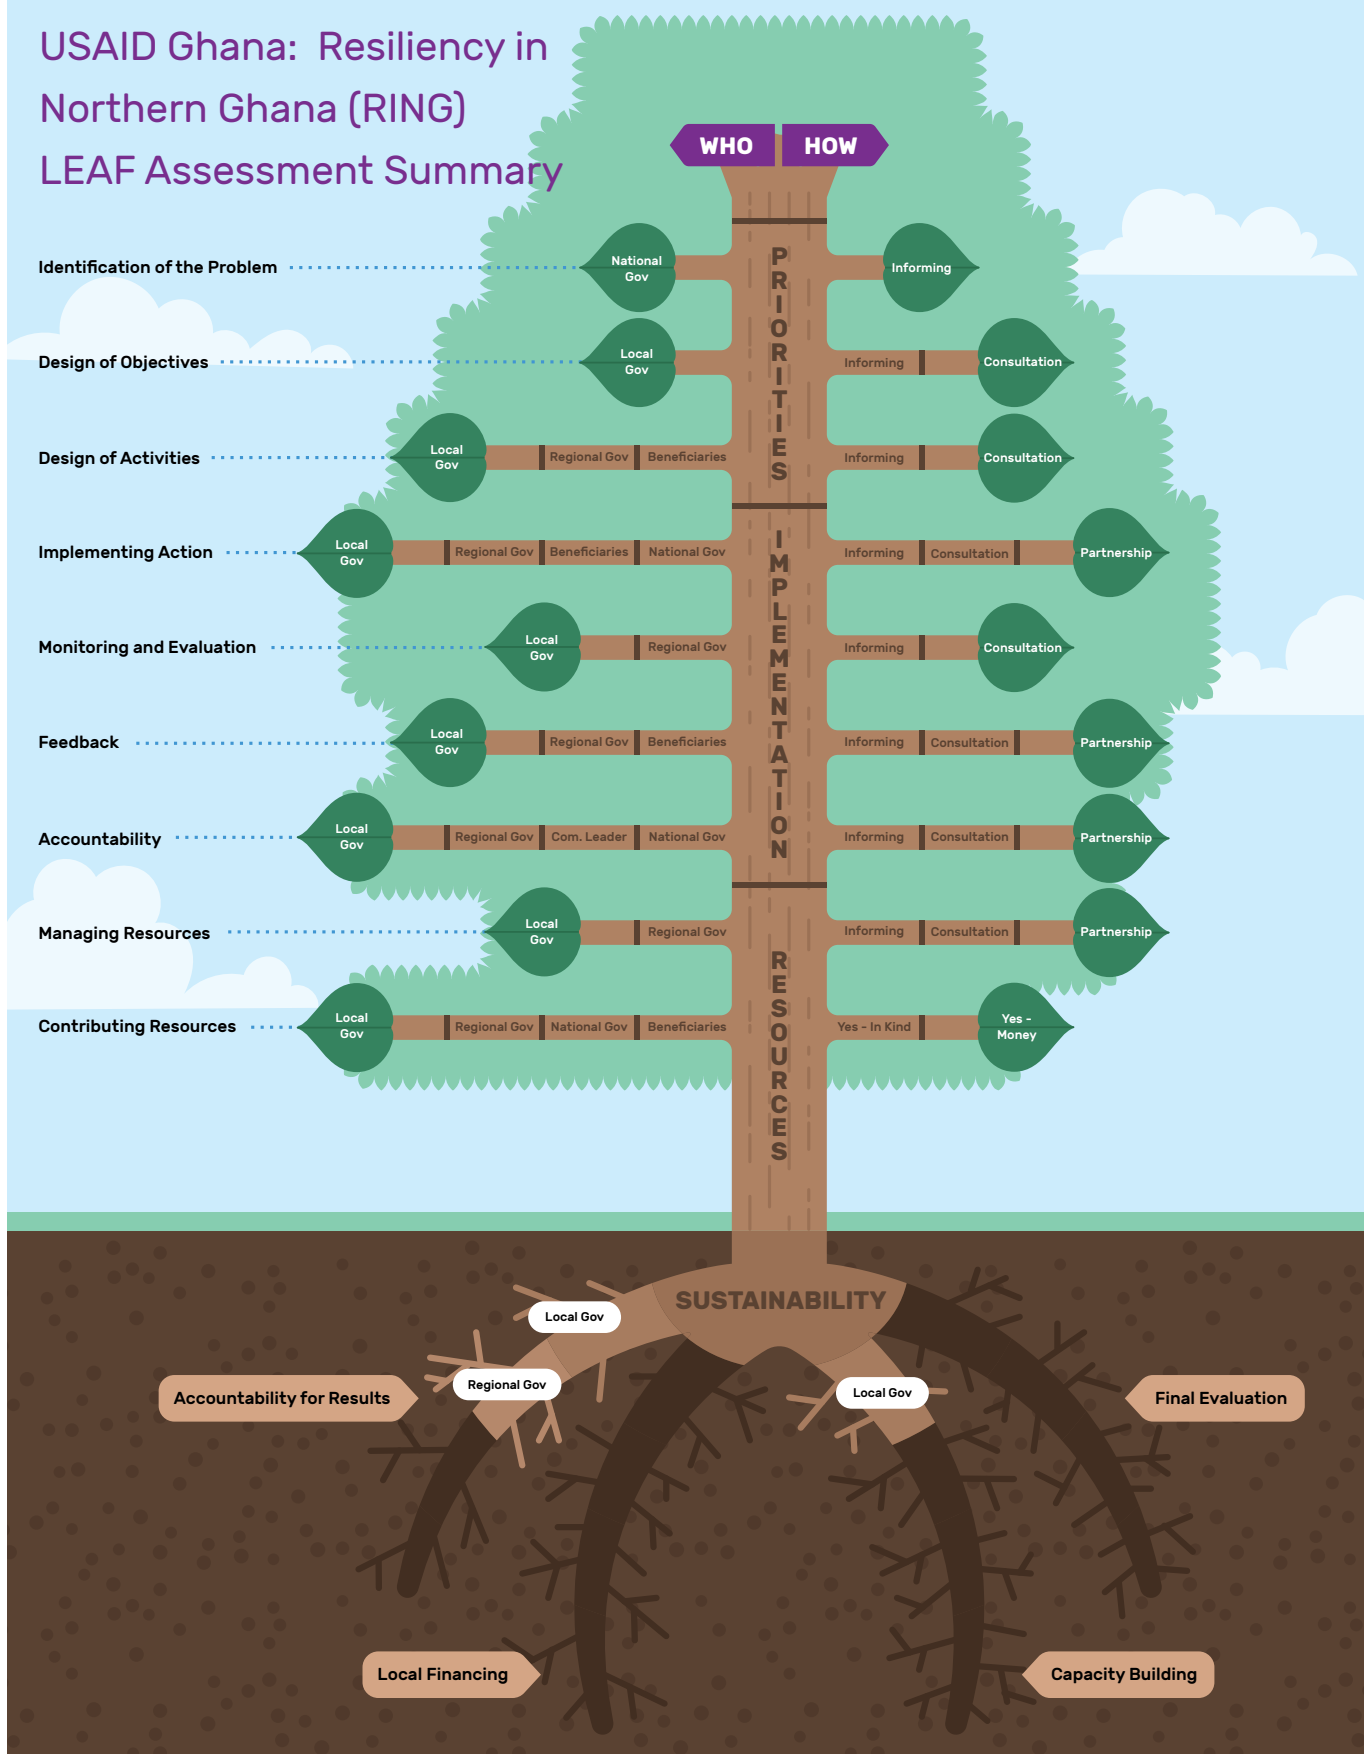 USAID Ghana:  Resiliency in
Northern Ghana (RING)
LEAF Assessment Summary
WHO
HOW
PRIORITIES
Identification of the Problem
National
Gov
Informing
Design of Objectives
Local
Gov
Informing
Consultation
Design of Activities
Local
Gov
Regional Gov
Beneficiaries
Informing
Consultation
IMPLEMENTATION
Implementing Action
Local
Gov
Regional Gov
Beneficiaries
National Gov
Informing
Consultation
Partnership
Monitoring and Evaluation
Local
Gov
Regional Gov
Informing
Consultation
Feedback
Local
Gov
Regional Gov
Beneficiaries
Informing
Consultation
Partnership
Accountability
Local
Gov
Regional Gov
Com. Leader
National Gov
Informing
Consultation
Partnership
RESOURCES
Managing Resources
Local
Gov
Regional Gov
Informing
Consultation
Partnership
Contributing Resources
Local
Gov
Regional Gov
National Gov
Beneficiaries
Yes - In Kind
Yes -
Money
SUSTAINABILITY
Local Gov
Regional Gov
Local Gov
Accountability for Results
Final Evaluation
Local Financing
Capacity Building